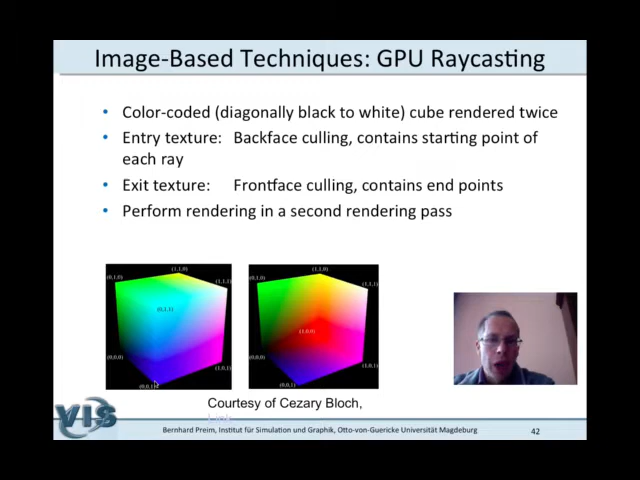 Image-Based Techniques: GPU Raycasting
• Color-coded (diagonally black to white) cube rendered twice
• Entry texture: Backface culling, contains starting point of
each ray
• Exit texture: Frontface culling, contains end points
• Perform rendering in a second rendering pass
(1,1,0)
(0,1,0)
(1,1,1)
(0,1,1)
(0,0,0)
(1,0,1)
(0,0,1)
(1,1,0)
(0,1,0)
(1,1,1)
(1,0,0)
(0,0,0)
(1,0,1)
(0,0,1)
Courtesy of Cezary Bloch,
Link
VIS
Bernhard Preim, Institut für Simulation und Graphik, Otto-von-Guericke Universität Magdeburg
42